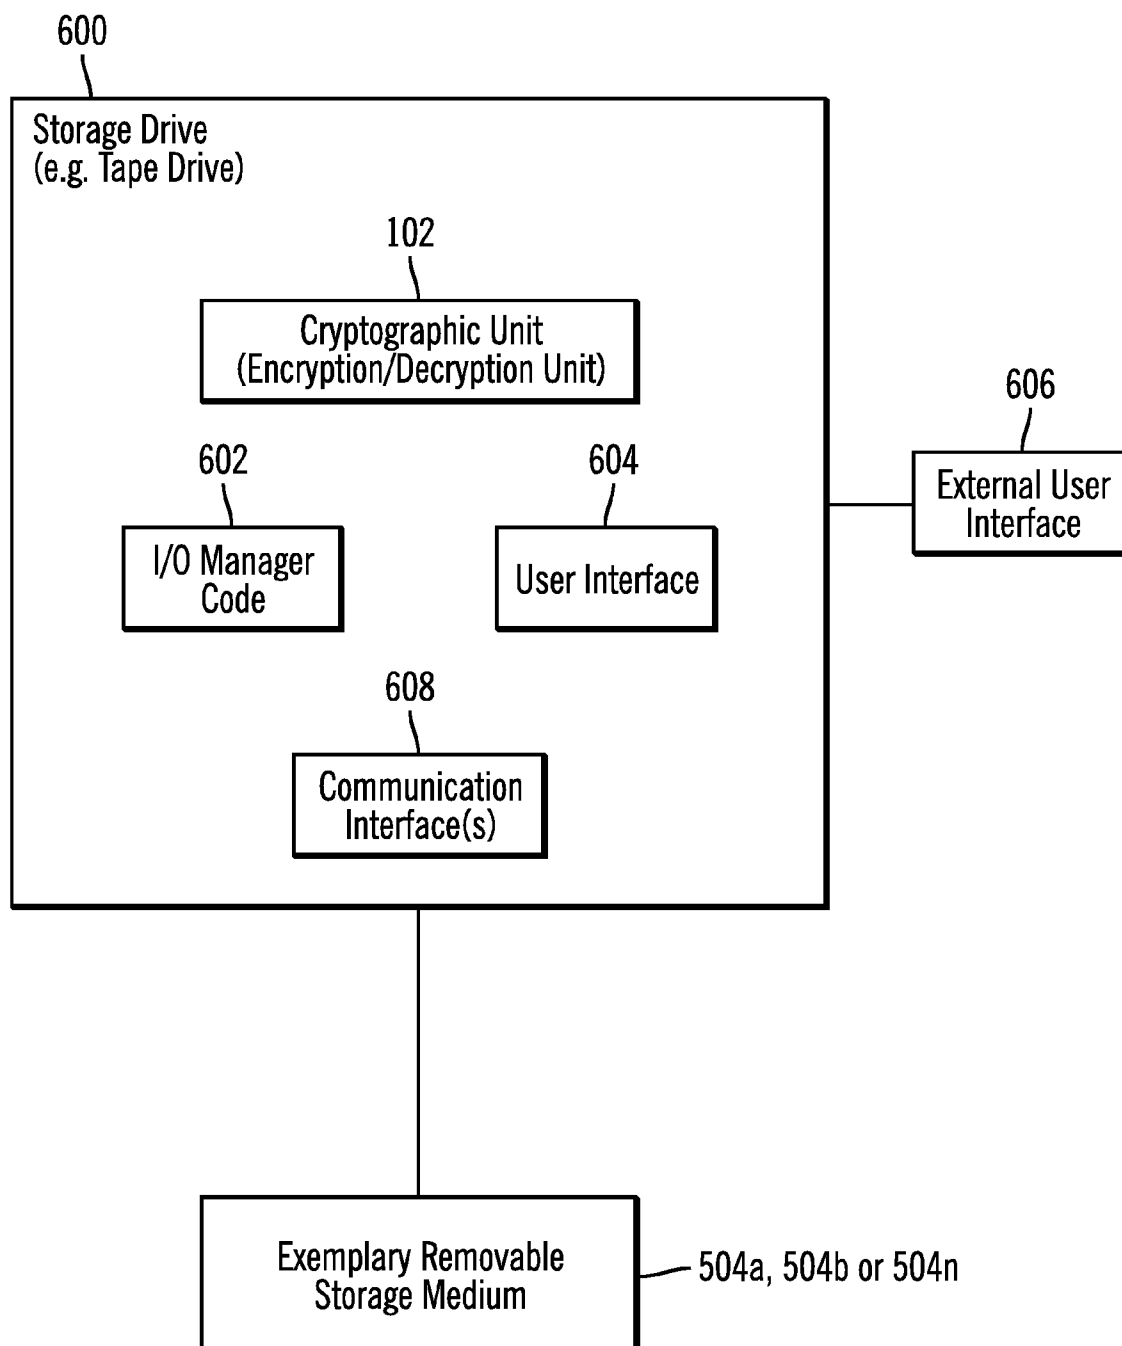 600
Storage Drive
(e.g. Tape Drive)
102
Cryptographic Unit
(Encryption/Decryption Unit)
606
External User
Interface
602
604
I/O Manager
Code
User Interface
608
Communication
Interface(s)
Exemplary Removable
Storage Medium
504a, 504b or 504n